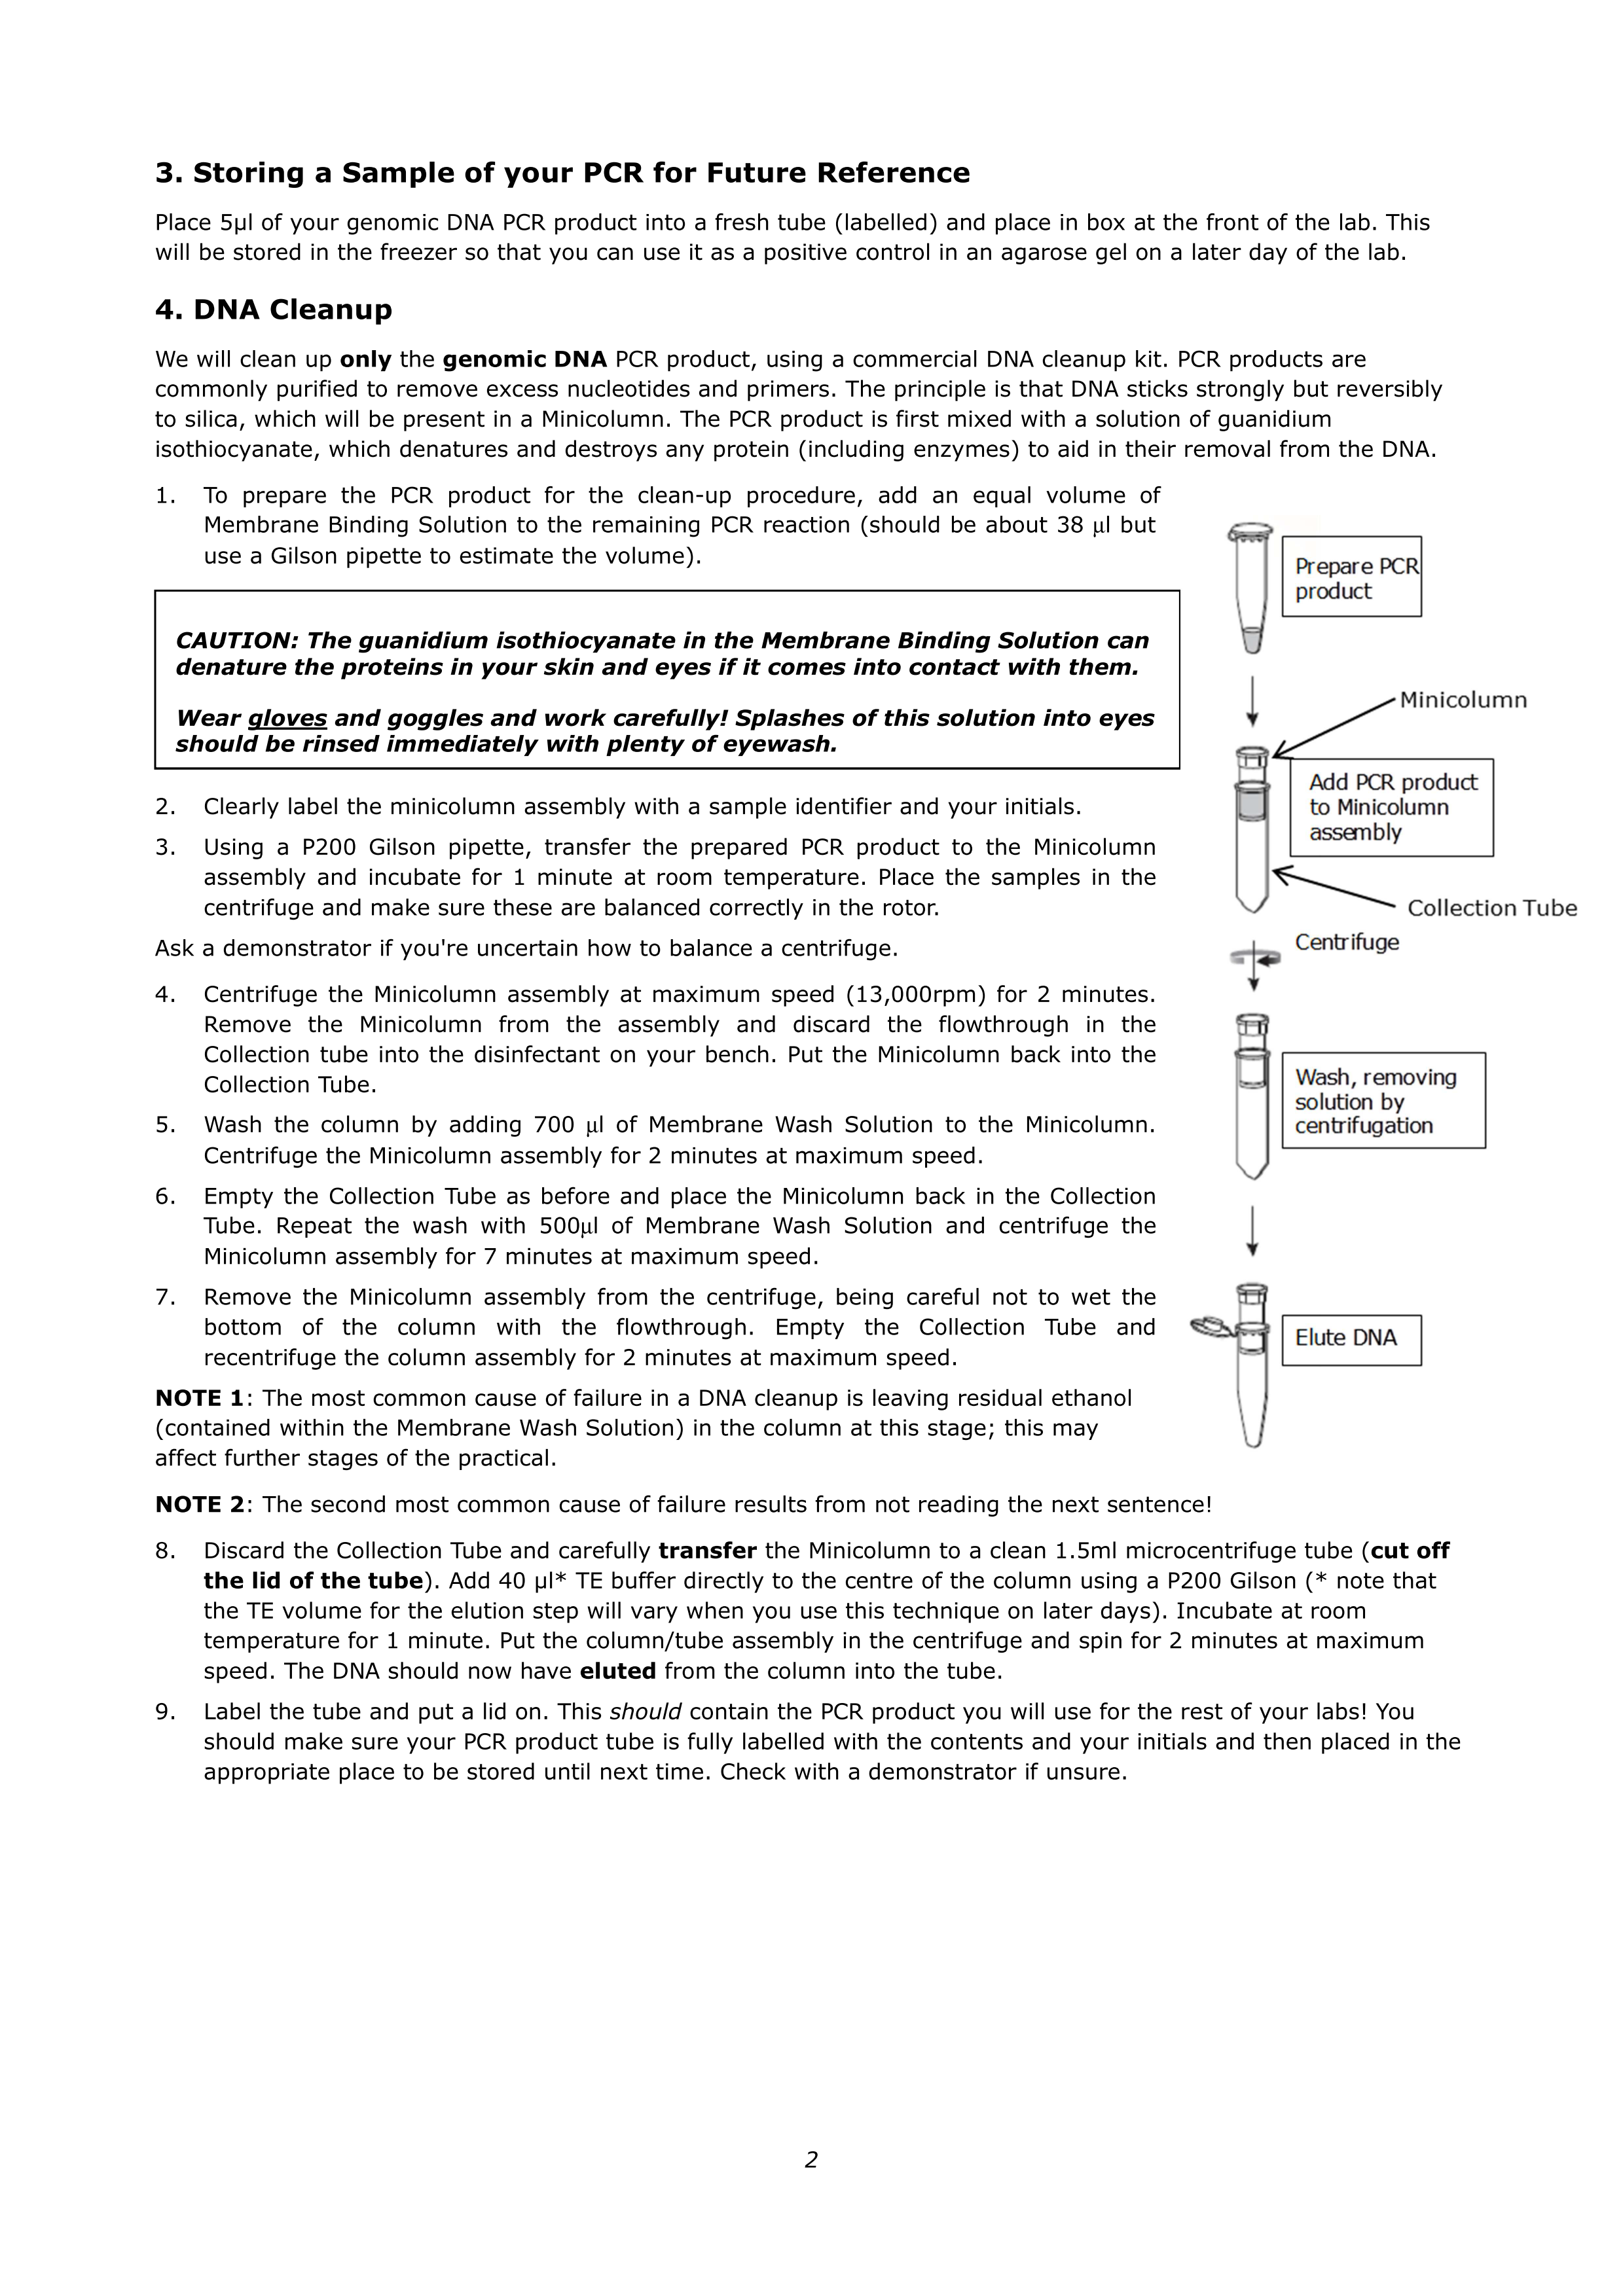 3. Storing a Sample of your PCR for Future Reference
Place 5µl of your genomic DNA PCR product into a fresh tube (labelled) and place in box at the front of the lab. This
will be stored in the freezer so that you can use it as a positive control in an agarose gel on a later day of the lab.
4. DNA Cleanup
We will clean up only the genomic DNA PCR product, using a commercial DNA cleanup kit. PCR products are
commonly purified to remove excess nucleotides and primers. The principle is that DNA sticks strongly but reversibly
to silica, which will be present in a Minicolumn. The PCR product is first mixed with a solution of guanidium
isothiocyanate, which denatures and destroys any protein (including enzymes) to aid in their removal from the DNA.
1. To prepare the PCR product for the clean-up procedure, add an equal volume of
Membrane Binding Solution to the remaining PCR reaction (should be about 38 µl but
use a Gilson pipette to estimate the volume).
CAUTION: The guanidium isothiocyanate in the Membrane Binding Solution can
denature the proteins in your skin and eyes if it comes into contact with them.
Wear gloves and goggles and work carefully! Splashes of this solution into eyes
should be rinsed immediately with plenty of eyewash.
2. Clearly label the minicolumn assembly with a sample identifier and your initials.
3. Using a P200 Gilson pipette, transfer the prepared PCR product to the Minicolumn
assembly and incubate for 1 minute at room temperature. Place the samples in the
centrifuge and make sure these are balanced correctly in the rotor.
Ask a demonstrator if you're uncertain how to balance a centrifuge.
4. Centrifuge the Minicolumn assembly at maximum speed (13,000rpm) for 2 minutes.
Remove the Minicolumn from the assembly and discard the flowthrough in the
Collection tube into the disinfectant on your bench. Put the Minicolumn back into the
Collection Tube.
5. Wash the column by adding 700 µl of Membrane Wash Solution to the Minicolumn.
Centrifuge the Minicolumn assembly for 2 minutes at maximum speed.
6. Empty the Collection Tube as before and place the Minicolumn back in the Collection
Tube. Repeat the wash with 500µl of Membrane Wash Solution and centrifuge the
Minicolumn assembly for 7 minutes at maximum speed.
7. Remove the Minicolumn assembly from the centrifuge, being careful not to wet the
bottom of the column with the flowthrough. Empty the Collection Tube and
recentrifuge the column assembly for 2 minutes at maximum speed.
NOTE 1: The most common cause of failure in a DNA cleanup is leaving residual ethanol
(contained within the Membrane Wash Solution) in the column at this stage; this may
affect further stages of the practical.
Prepare PCR
product
Minicolumn
Add PCR product
to Minicolumn
assembly
Collection Tube
Centrifuge
Wash, removing
solution by
centrifugation
Elute DNA
NOTE 2: The second most common cause of failure results from not reading the next sentence!
8. Discard the Collection Tube and carefully transfer the Minicolumn to a clean 1.5ml microcentrifuge tube (cut off
the lid of the tube). Add 40 µl* TE buffer directly to the centre of the column using a P200 Gilson (* note that
the TE volume for the elution step will vary when you use this technique on later days). Incubate at room
temperature for 1 minute. Put the column/tube assembly in the centrifuge and spin for 2 minutes at maximum
speed. The DNA should now have eluted from the column into the tube.
9. Label the tube and put a lid on. This should contain the PCR product you will use for the rest of your labs! You
should make sure your PCR product tube is fully labelled with the contents and your initials and then placed in the
appropriate place to be stored until next time. Check with a demonstrator if unsure.
2